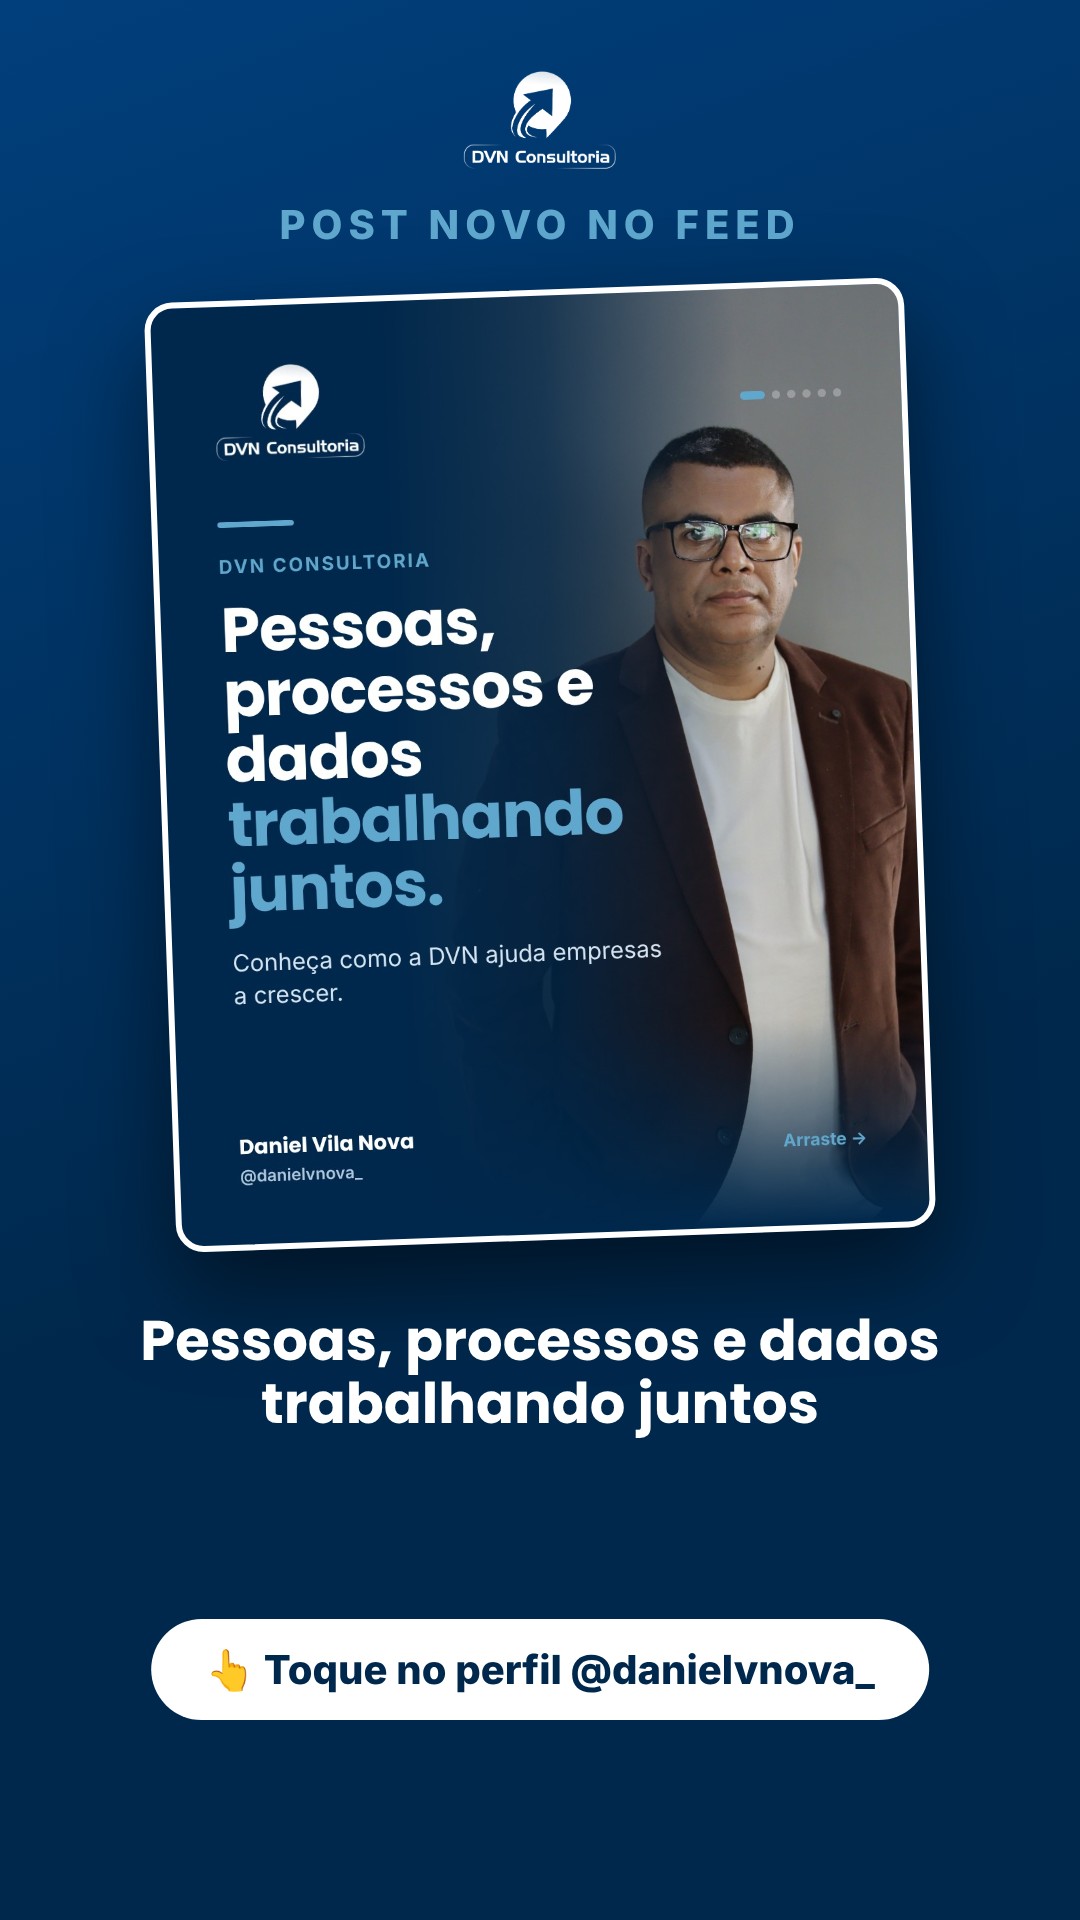 DVN Consultoria
POST NOVO NO FEED
DVN Consultoria
DVN CONSULTORIA
Pessoas,
processos e
dados
trabalhando
juntos.
Conheça como a DVN ajuda empresas
a crescer.
Daniel Vila Nova
@danielvnova_
Arraste →
Pessoas, processos e dados
trabalhando juntos
👆 Toque no perfil @danielvnova_